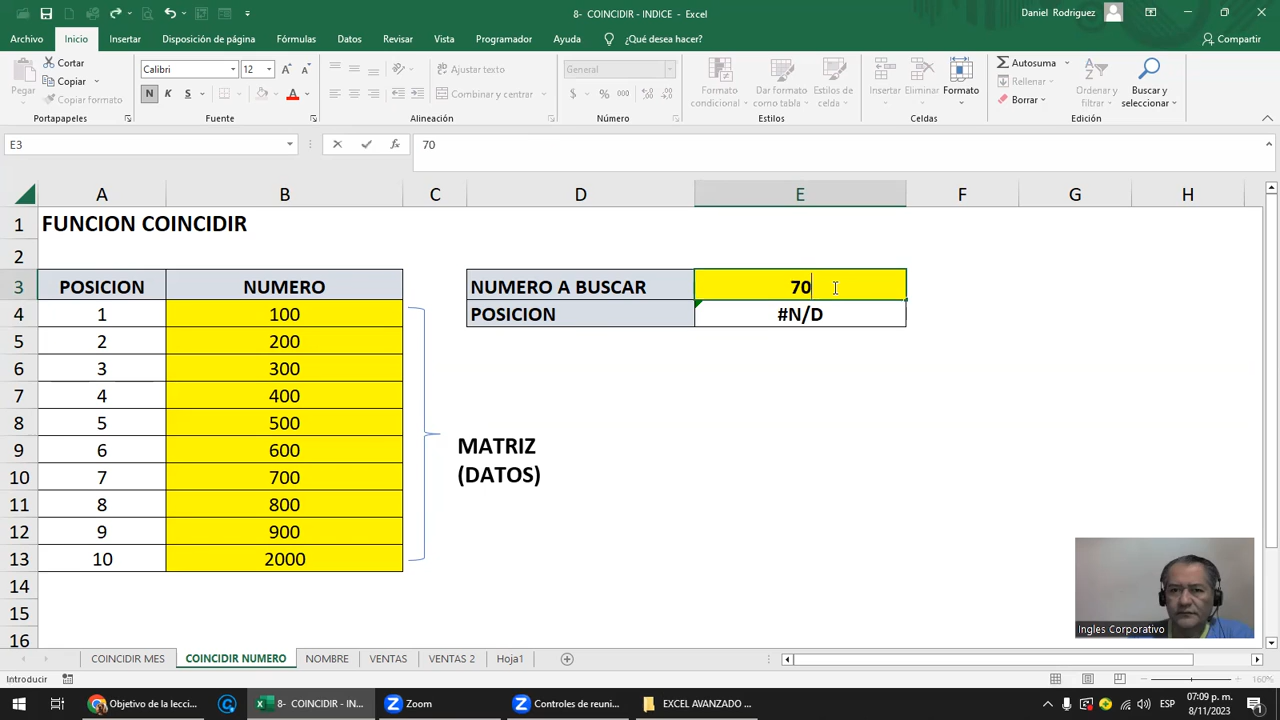 8- COINCIDIR - INDICE - Excel
Daniel Rodriguez
Archivo Inicio Insertar Disposición de página Fórmulas Datos Revisar Vista Programador Ayuda ¿Qué desea hacer? Compartir
Pegar
Cortar
Copiar
Copiar formato
Portapapeles
Calibri 12
N K S
Fuente
Ajustar texto
Combinar y centrar
Alineación
General
$ % 000
Número
Formato condicional
Dar formato como tabla
Estilos de celda
Estilos
Insertar Eliminar Formato
Celdas
Autosuma
Rellenar
Borrar
Ordenar y filtrar
Buscar y seleccionar
Edición
E3 fx 70
A B C D E F G H
1 FUNCION COINCIDIR
2
3 POSICION NUMERO NUMERO A BUSCAR 70
4 1 100 POSICION #N/D
5 2 200
6 3 300
7 4 400
8 5 500
9 6 600
10 7 700
11 8 800
12 9 900
13 10 2000
14
15
16
MATRIZ
(DATOS)
Ingles Corporativo
COINCIDIR MES COINCIDIR NUMERO NOMBRE VENTAS VENTAS 2 Hoja1
Introducir 160%
Objetivo de la lecci... 8- COINCIDIR - IN... Zoom Controles de reuni... EXCEL AVANZADO ... ESP
07:09 p. m.
8/11/2023